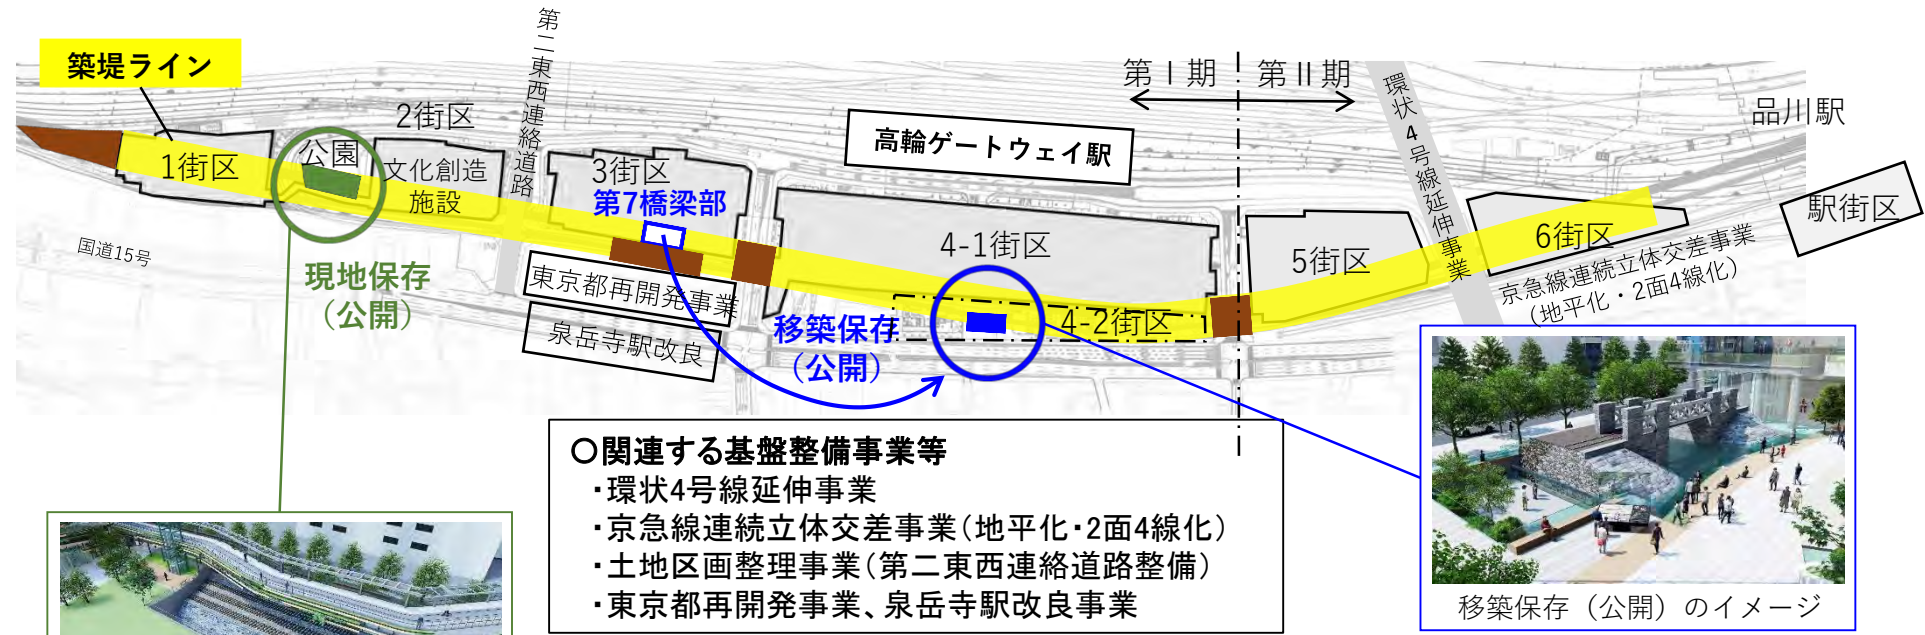 築堤ライン
1街区
公園
2街区
文化創造
施設
第二東西連絡道路
3街区
第7橋梁部
高輪ゲートウェイ駅
第Ⅰ期
第Ⅱ期
環状4号線延伸事業
品川駅
駅街区
国道15号
現地保存
(公開)
東京都再開発事業
泉岳寺駅改良
移築保存
(公開)
4-1街区
4-2街区
5街区
6街区
京急線連続立体交差事業
(地平化・2面4線化)
〇関連する基盤整備事業等
・環状4号線延伸事業
・京急線連続立体交差事業(地平化・2面4線化)
・土地区画整理事業(第二東西連絡道路整備)
・東京都再開発事業、泉岳寺駅改良事業
移築保存(公開)のイメージ